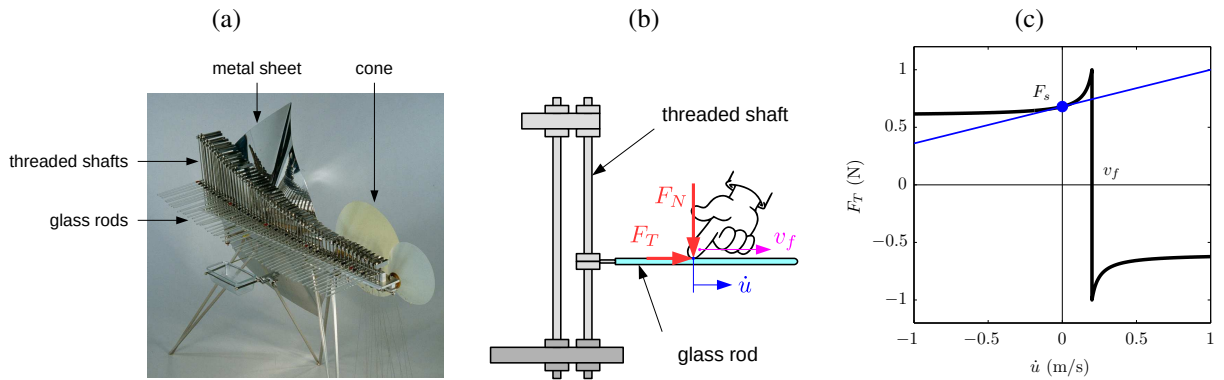 (a)
metal sheet
cone
threaded shafts
glass rods
(b)
threaded shaft
F_N
F_T
v_f
u̇
glass rod
(c)
F_T (N)
1
0.5
0
−0.5
−1
F_s
v_f
−1
−0.5
0
0.5
1
u̇ (m/s)